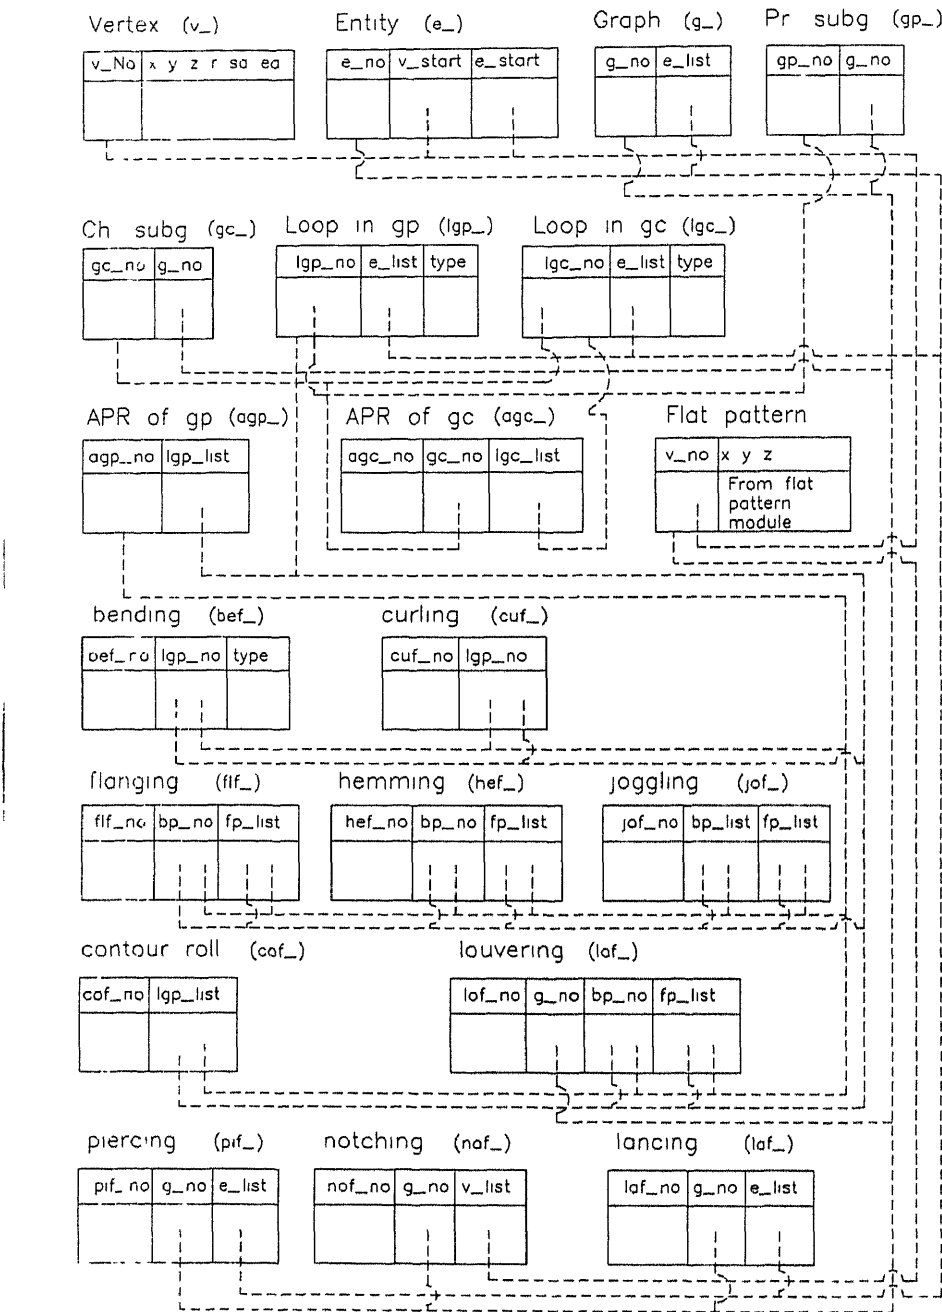 Vertex (v_) Entity (e_) Graph (g_) Pr subg (gp_)
v_No x y z r sa ea e_no v_start e_start g_no e_list gp_no g_no
Ch subg (gc_) Loop in gp (lgp_) Loop in gc (lgc_)
gc_no g_no lgp_no e_list type lgc_no e_list type
APR of gp (agp_) APR of gc (agc_) Flat pattern
agp_no lgp_list agc_no gc_no lgc_list v_no x y z
From flat
pattern
module
bending (bef_) curling (cuf_)
lgp_no type cuf_no lgp_no
flanging (flf_) hemming (hef_) joggling (jof_)
flf_no bp_no fp_list hef_no bp_no fp_list jof_no bp_list fp_list
contour roll (cof_) louvering (lof_)
cof_no lgp_list lof_no g_no bp_no fp_list
piercing (pif_) notching (nof_) lancing (laf_)
pif_no g_no e_list nof_no g_no v_list laf_no g_no e_list